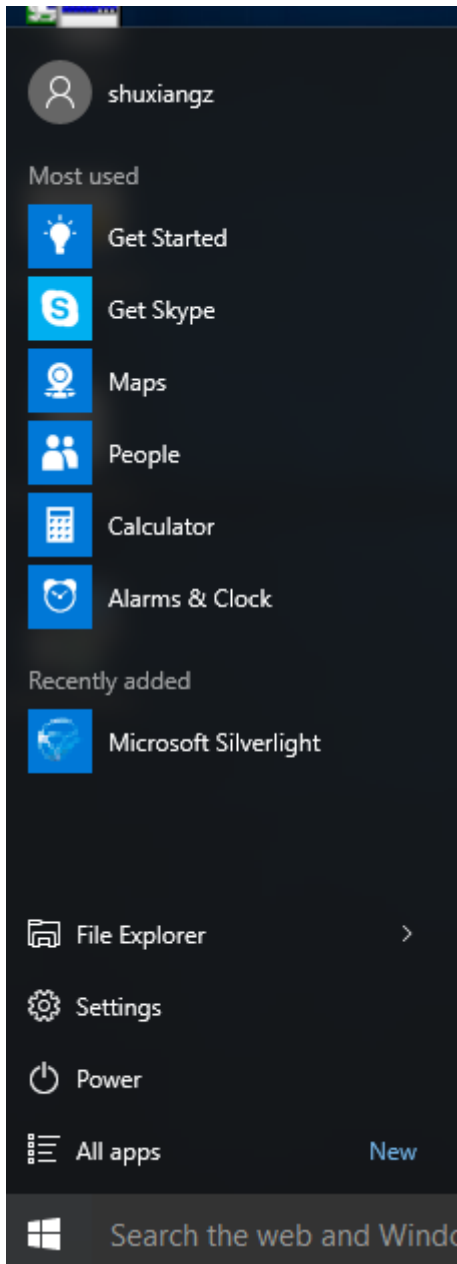 shuxiangz
Most used
Get Started
Get Skype
Maps
People
Calculator
Alarms & Clock
Recently added
Microsoft Silverlight
File Explorer
Settings
Power
All apps New
Search the web and Windo